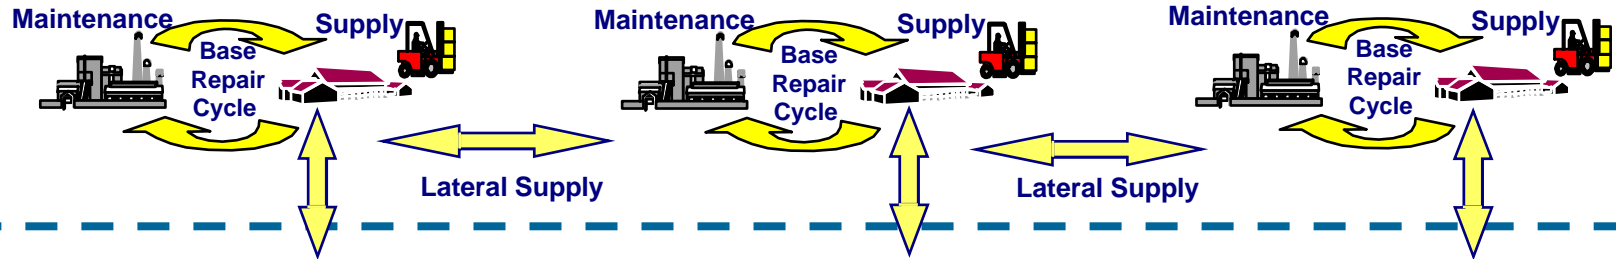 Maintenance
Supply
Base
Repair
Cycle
Lateral Supply
Maintenance
Supply
Base
Repair
Cycle
Lateral Supply
Maintenance
Supply
Base
Repair
Cycle